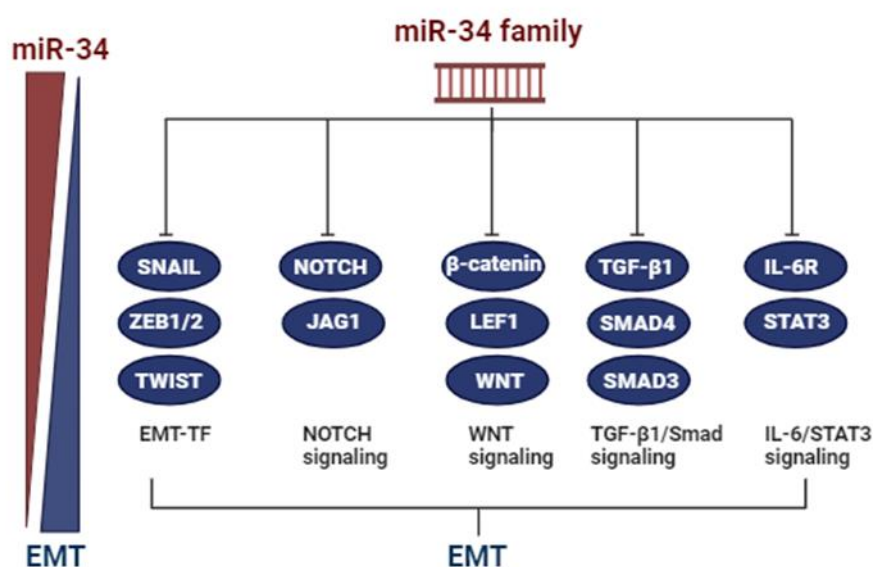 miR-34
miR-34 family
SNAIL
NOTCH
β-catenin
TGF-β1
IL-6R
ZEB1/2
JAG1
LEF1
SMAD4
STAT3
TWIST
WNT
SMAD3
EMT-TF
NOTCH
signaling
WNT
signaling
TGF-β1/Smad
signaling
IL-6/STAT3
signaling
EMT
EMT